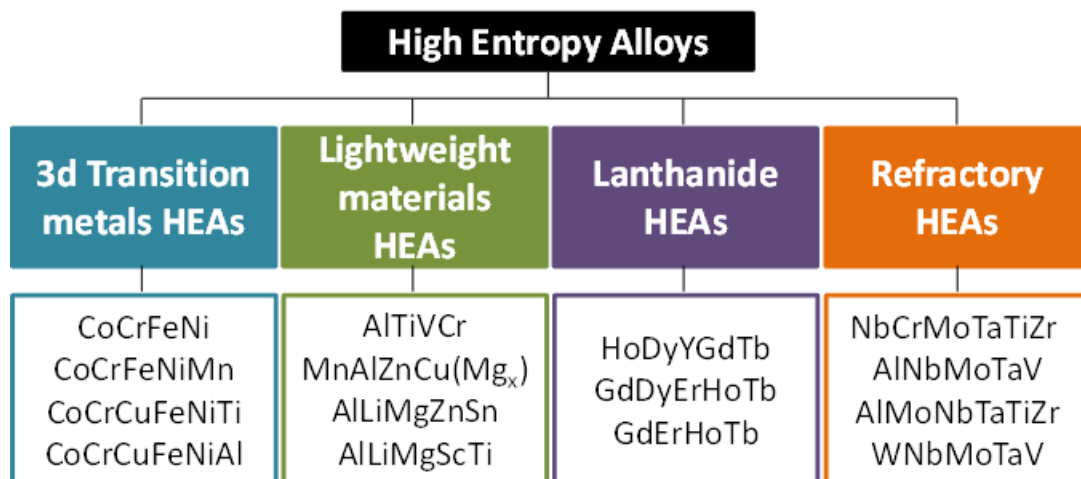 High Entropy Alloys
3d Transition
metals HEAs
CoCrFeNi
CoCrFeNiMn
CoCrCuFeNiTi
CoCrCuFeNiAl
Lightweight
materials
HEAs
AlTiVCr
MnAlZnCu(Mgₓ)
AlLiMgZnSn
AlLiMgScTi
Lanthanide
HEAs
HoDyYGdTb
GdDyErHoTb
GdErHoTb
Refractory
HEAs
NbCrMoTaTiZr
AlNbMoTaV
AlMoNbTaTiZr
WNbMoTaV